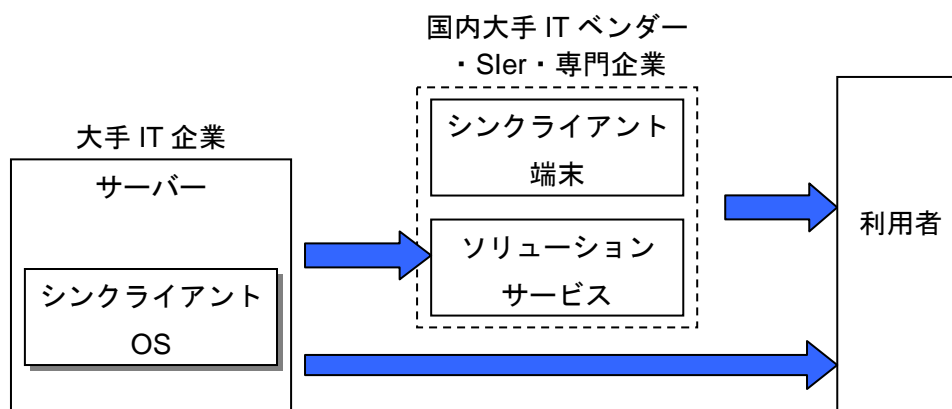 国内大手 IT ベンダー
・SIer・専門企業
大手 IT 企業
サーバー
シンクライアント
OS
シンクライアント
端末
ソリューション
サービス
利用者